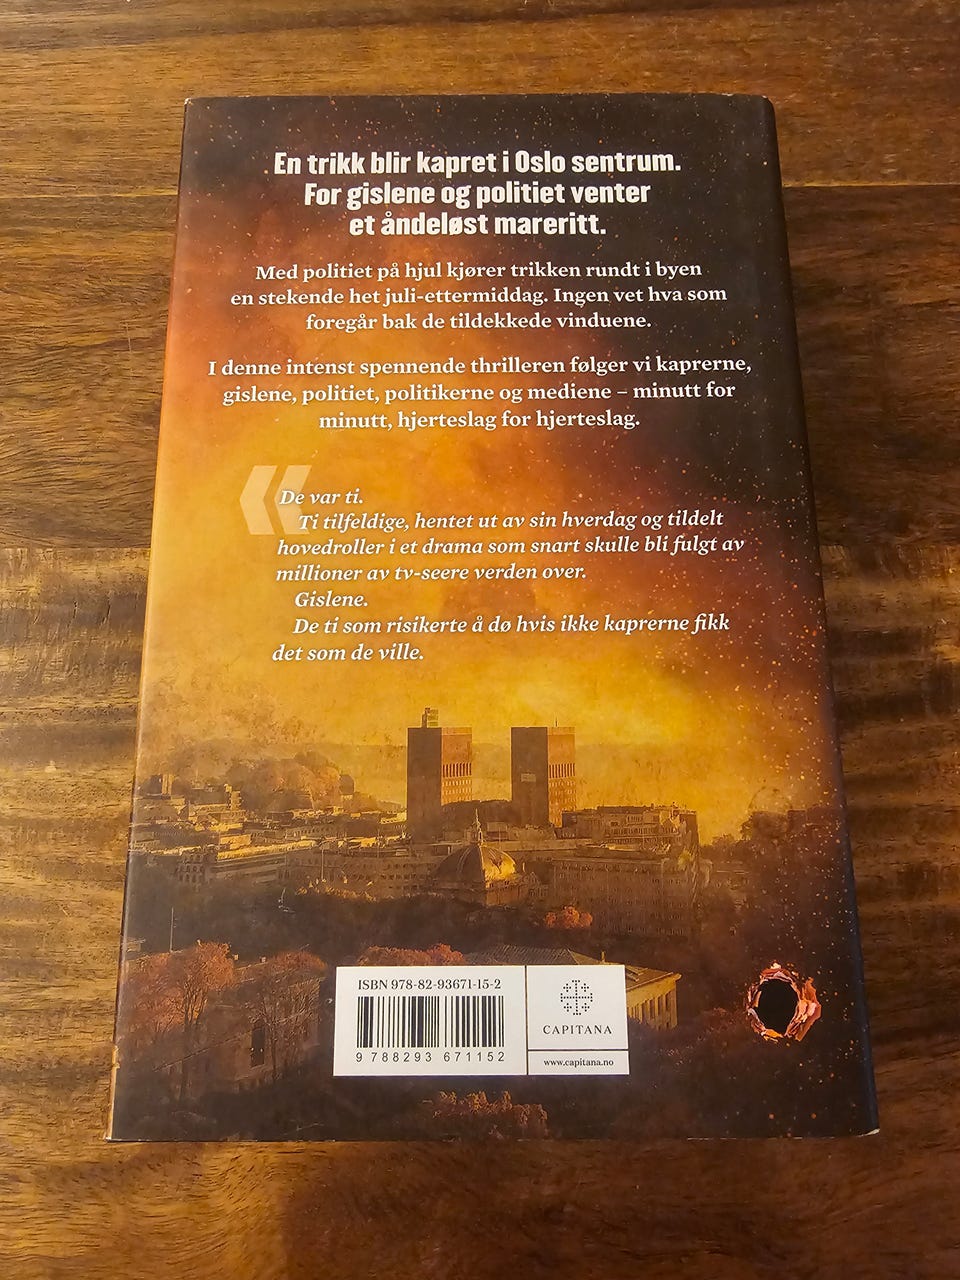 En trikk blir kapret i Oslo sentrum.
For gislene og politiet venter
et åndeløst mareritt.
Med politiet på hjul kjører trikken rundt i byen
en stekende het juli-ettermiddag. Ingen vet hva som
foregår bak de tildekkede vinduene.
I denne intenst spennende thrilleren følger vi kaprerne,
gislene, politiet, politikerne og mediene – minutt for
minutt, hjerteslag for hjerteslag.
« De var ti.
Ti tilfeldige, hentet ut av sin hverdag og tildelt
hovedroller i et drama som snart skulle bli fulgt av
millioner av tv-seere verden over.
Gislene.
De ti som risikerte å dø hvis ikke kaprerne fikk
det som de ville.
ISBN 978-82-93671-15-2
9 788293 671152
CAPITANA
www.capitana.no